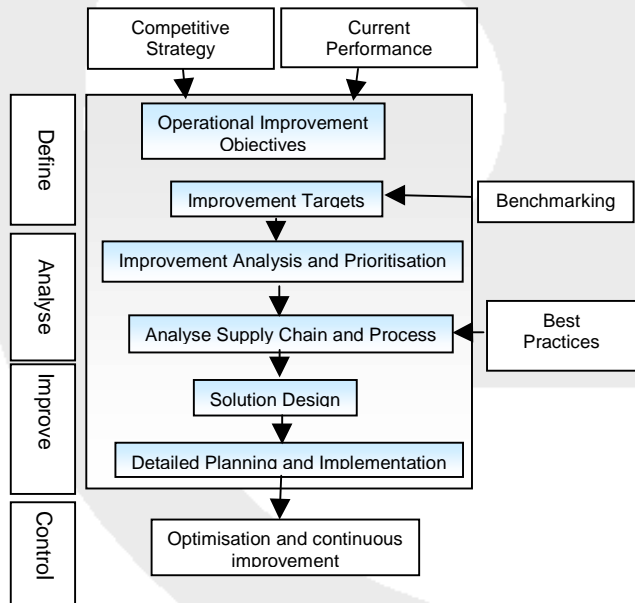 Competitive
Strategy
Current
Performance
Define
Operational Improvement
Objectives
Improvement Targets
Benchmarking
Analyse
Improvement Analysis and Prioritisation
Analyse Supply Chain and Process
Best
Practices
Improve
Solution Design
Detailed Planning and Implementation
Control
Optimisation and continuous
improvement